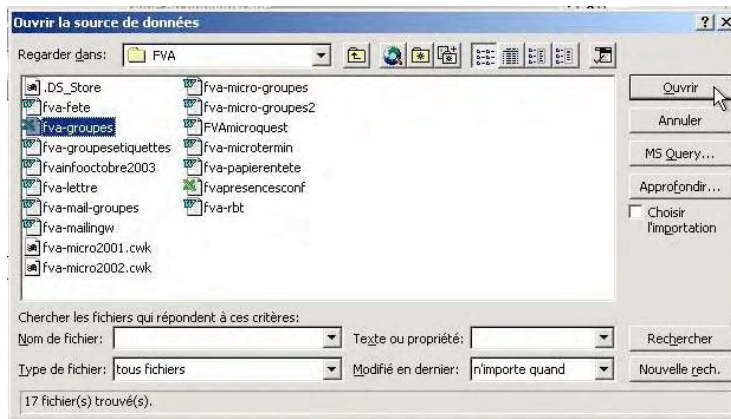 Ouvrir la source de données
Regarder dans: FVA
.DS_Store
fva-fete
fva-groupes
fva-groupesetiquettes
fvainfooctobre2003
fva-lettre
fva-mail-groupes
fva-mailingw
fva-micro2001.cwk
fva-micro2002.cwk
fva-micro-groupes
fva-micro-groupes2
FVAmicroquest
fva-microtermin
fva-papierentete
fvapresencesconf
fva-rbt
Ouvrir
Annuler
MS Query...
Approfondir...
Choisir
l'importation
Chercher les fichiers qui répondent à ces critères:
Nom de fichier: Texte ou propriété: Rechercher
Type de fichier: tous fichiers Modifié en dernier: n'importe quand Nouvelle rech.
17 fichier(s) trouvé(s).